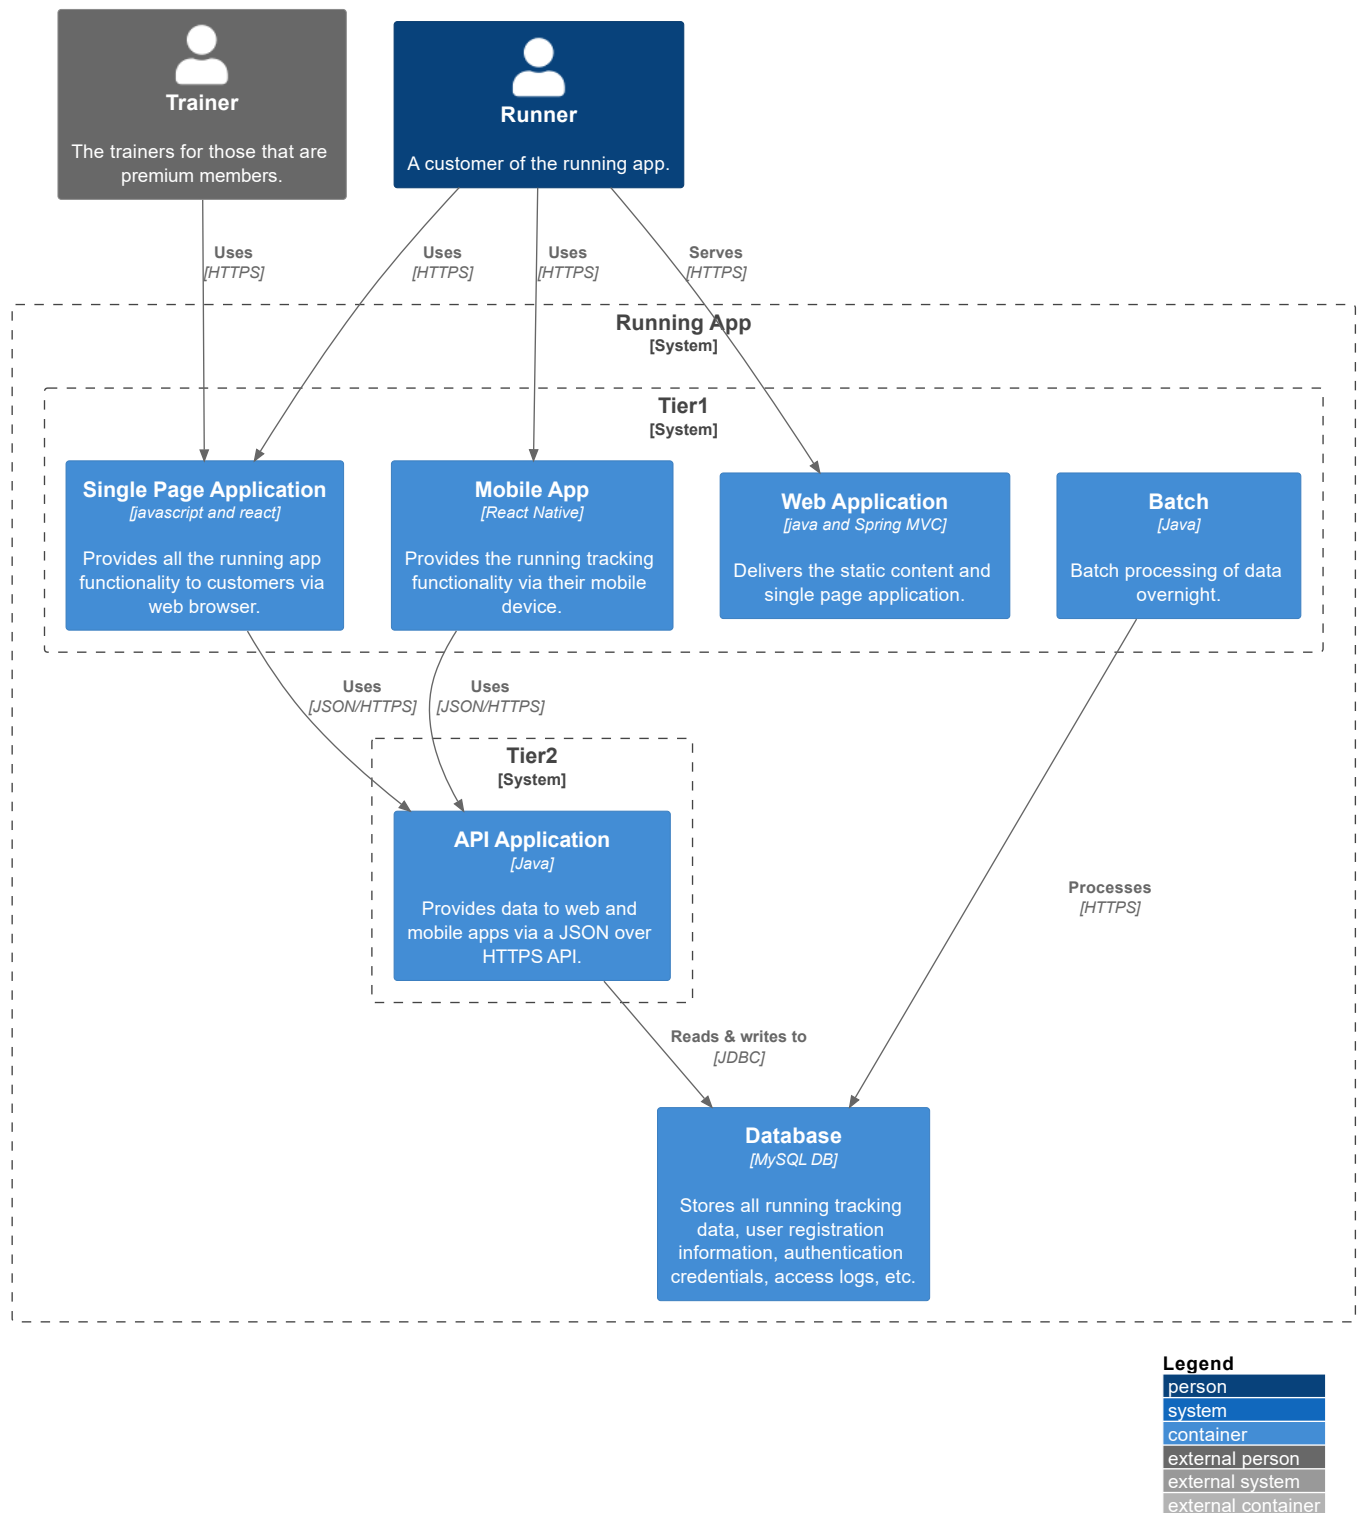 Trainer
The trainers for those that are
premium members.
Runner
A customer of the running app.
Uses
[HTTPS]
Uses
[HTTPS]
Uses
[HTTPS]
Serves
[HTTPS]
Running App
[System]
Tier1
[System]
Single Page Application
[javascript and react]
Provides all the running app
functionality to customers via
web browser.
Mobile App
[React Native]
Provides the running tracking
functionality via their mobile
device.
Web Application
[java and Spring MVC]
Delivers the static content and
single page application.
Batch
[Java]
Batch processing of data
overnight.
Uses
[JSON/HTTPS]
Uses
[JSON/HTTPS]
Tier2
[System]
API Application
[Java]
Provides data to web and
mobile apps via a JSON over
HTTPS API.
Processes
[HTTPS]
Reads & writes to
[JDBC]
Database
[MySQL DB]
Stores all running tracking
data, user registration
information, authentication
credentials, access logs, etc.
Legend
person
system
container
external person
external system
external container